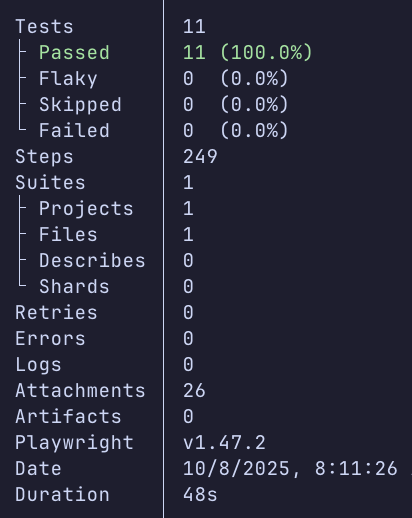 Tests 11
Passed 11 (100.0%)
Flaky 0 (0.0%)
Skipped 0 (0.0%)
Failed 0 (0.0%)
Steps 249
Suites 1
Projects 1
Files 1
Describes 0
Shards 0
Retries 0
Errors 0
Logs 0
Attachments 26
Artifacts 0
Playwright v1.47.2
Date 10/8/2025, 8:11:26
Duration 48s